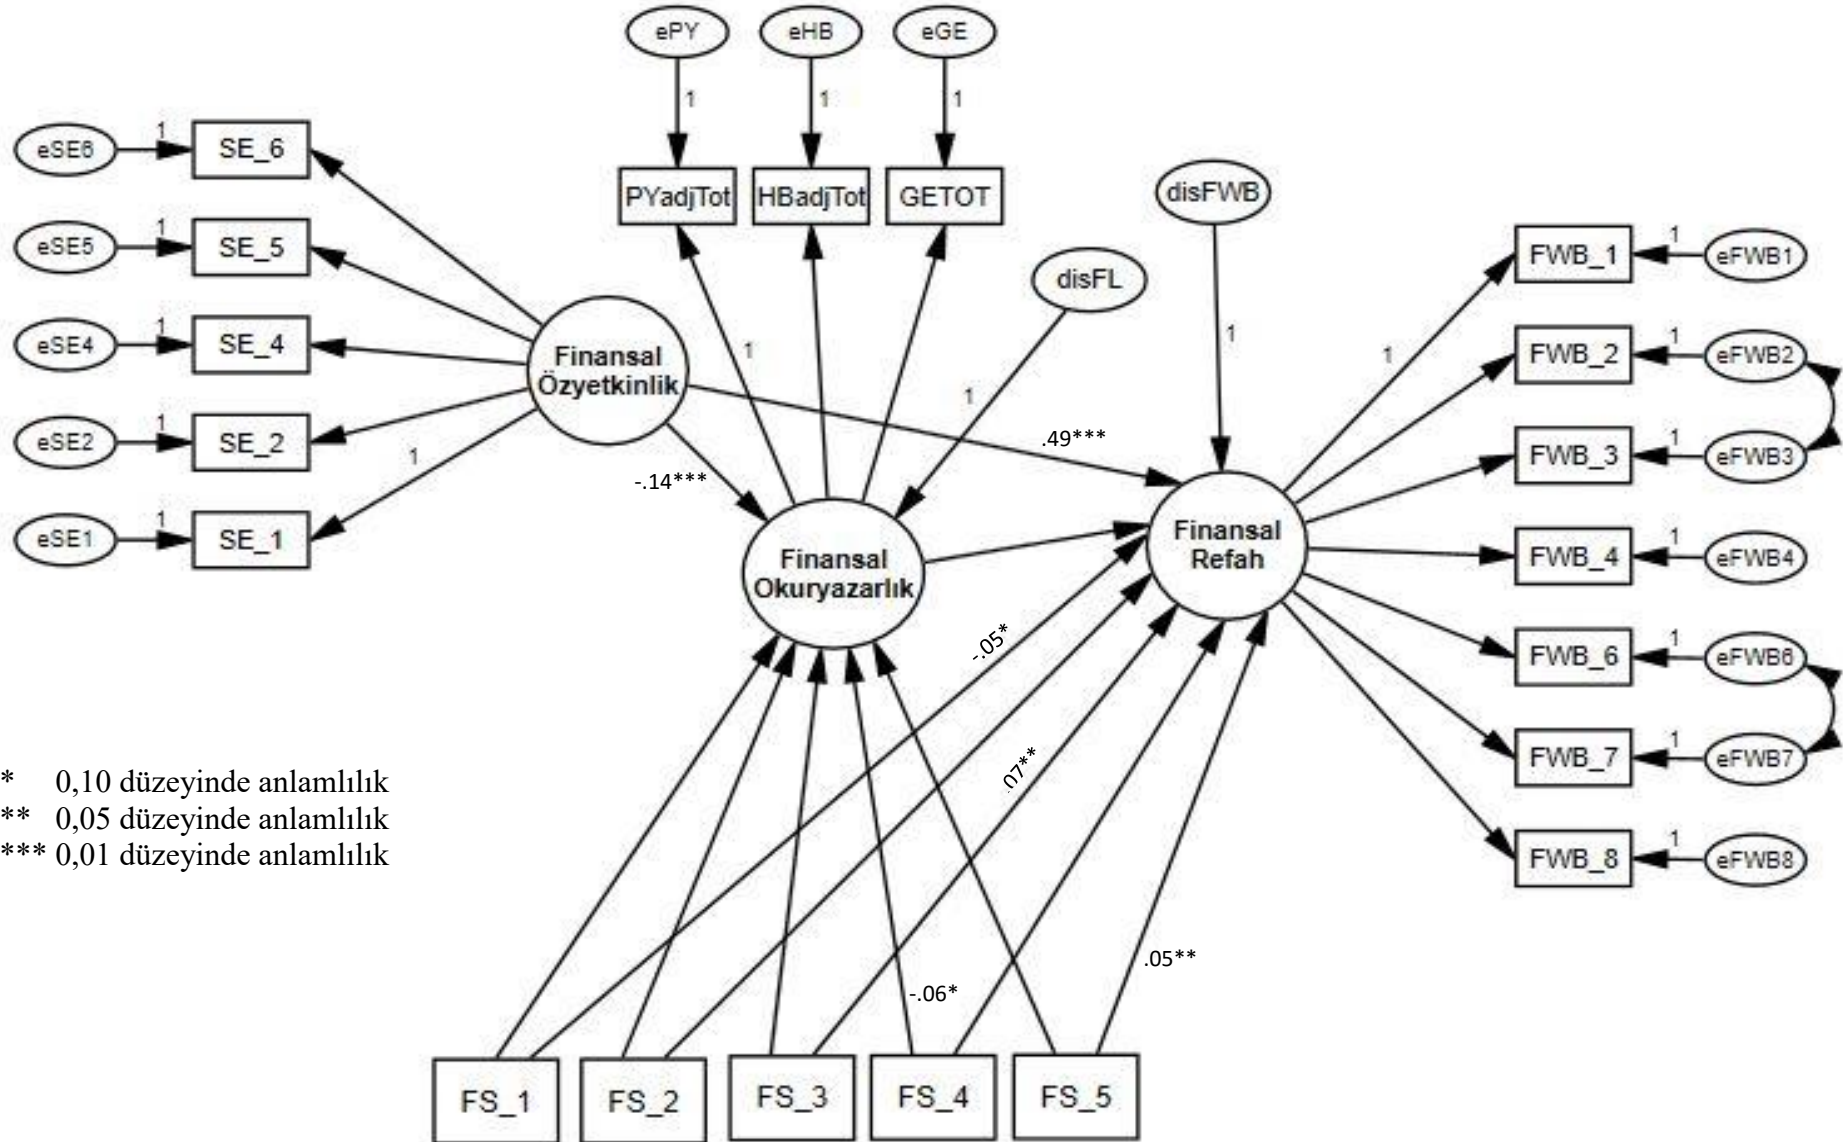 ePY
eHB
eGE
1
1
1
PYadjTot
HBadjTot
GETOT
eSE6
1
SE_6
eSE5
1
SE_5
eSE4
1
SE_4
eSE2
1
SE_2
eSE1
1
SE_1
1
Finansal
Özyetkinlik
disFWB
1
disFL
1
1
.49***
-.14***
Finansal
Okuryazarlık
Finansal
Refah
1
FWB_1
1
eFWB1
FWB_2
1
eFWB2
FWB_3
1
eFWB3
FWB_4
1
eFWB4
FWB_6
1
eFWB6
FWB_7
1
eFWB7
FWB_8
1
eFWB8
-.05*
.07**
-.06*
.05**
* 0,10 düzeyinde anlamlılık
** 0,05 düzeyinde anlamlılık
*** 0,01 düzeyinde anlamlılık
FS_1
FS_2
FS_3
FS_4
FS_5